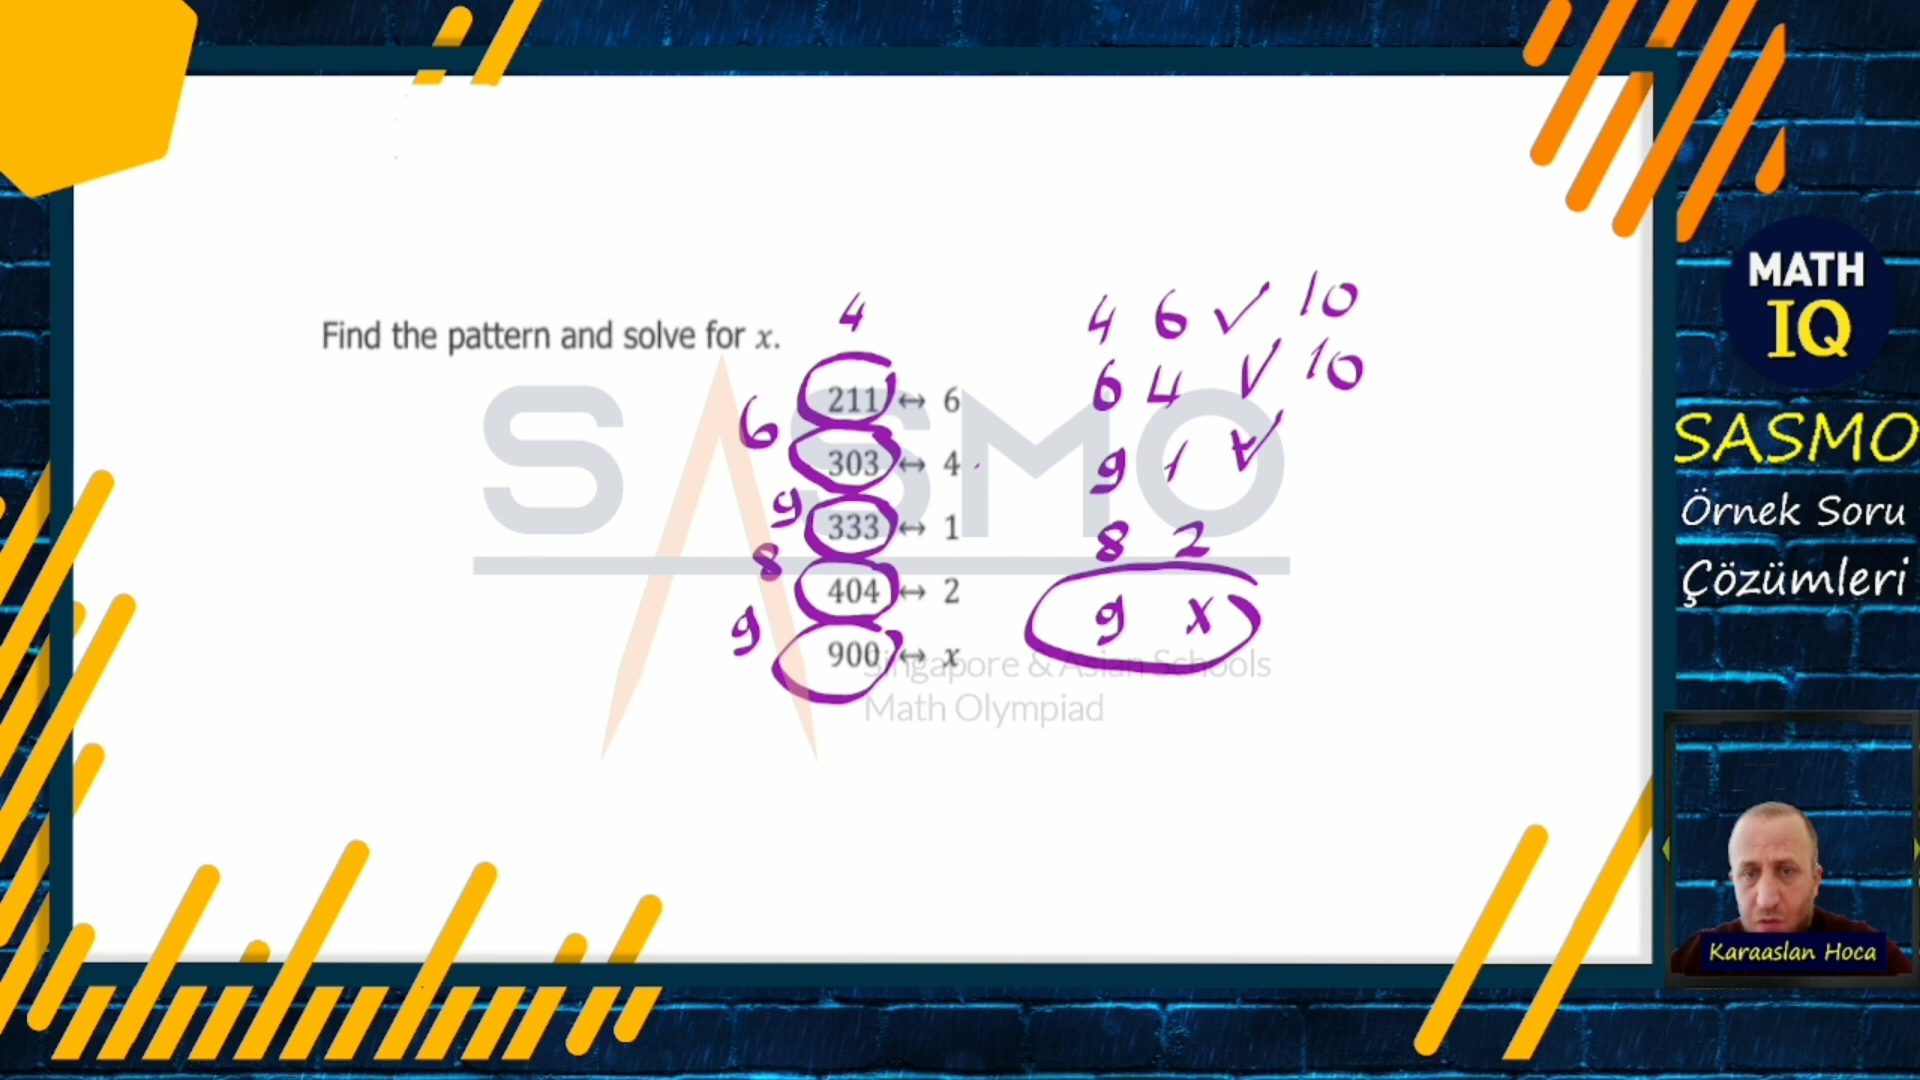 Find the pattern and solve for x.
4
211 ↔ 6
6
303 ↔ 4
9
333 ↔ 1
8
404 ↔ 2
9
900 ↔ x
4 6 ✓ 10
6 4 ✓ 10
9 1 ✓
8 2
9 x
SASMO
Singapore & Asian Schools
Math Olympiad
MATH
IQ
SASMO
Örnek Soru
Çözümleri
Karaaslan Hoca